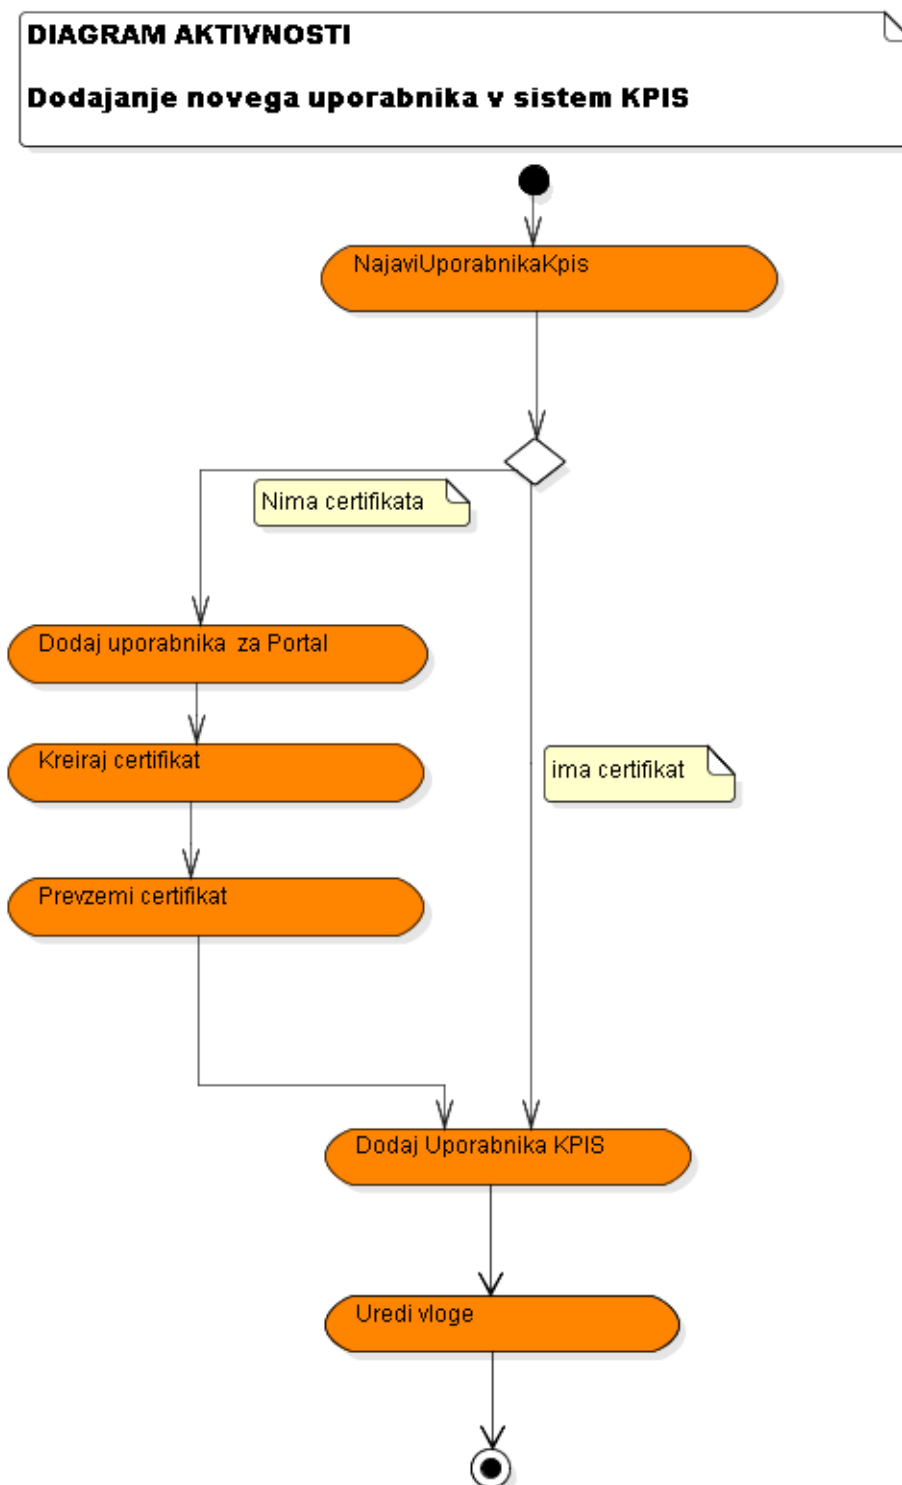 DIAGRAM AKTIVNOSTI
Dodajanje novega uporabnika v sistem KPIS
NajaviUporabnikaKpis
Nima certifikata
Dodaj uporabnika za Portal
Kreiraj certifikat
ima certifikat
Prevzemi certifikat
Dodaj Uporabnika KPIS
Uredi vloge